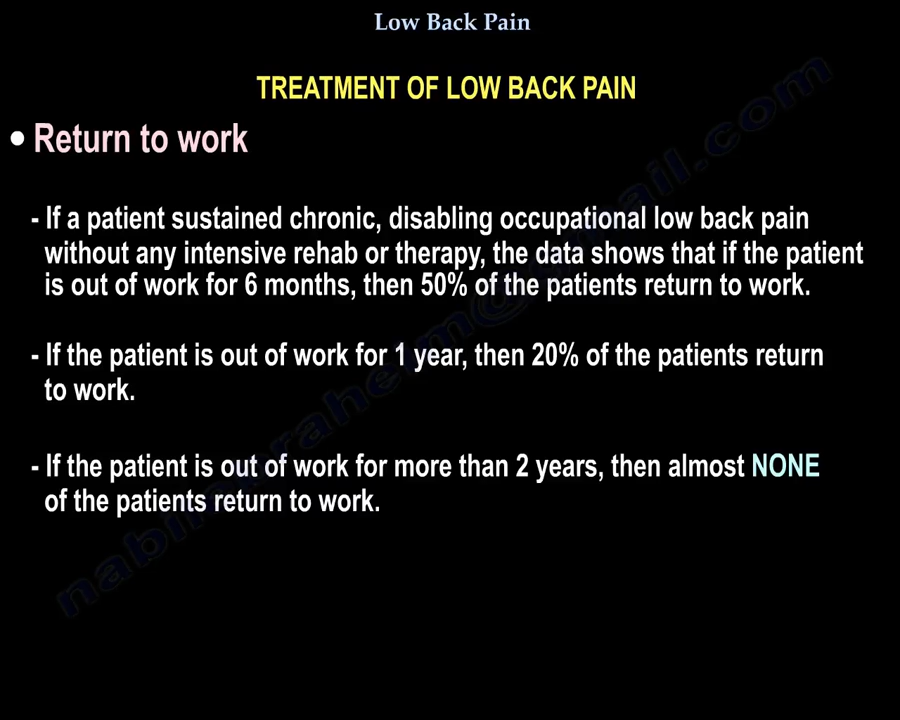 Low Back Pain
TREATMENT OF LOW BACK PAIN
• Return to work
- If a patient sustained chronic, disabling occupational low back pain
without any intensive rehab or therapy, the data shows that if the patient
is out of work for 6 months, then 50% of the patients return to work.
- If the patient is out of work for 1 year, then 20% of the patients return
to work.
- If the patient is out of work for more than 2 years, then almost NONE
of the patients return to work.